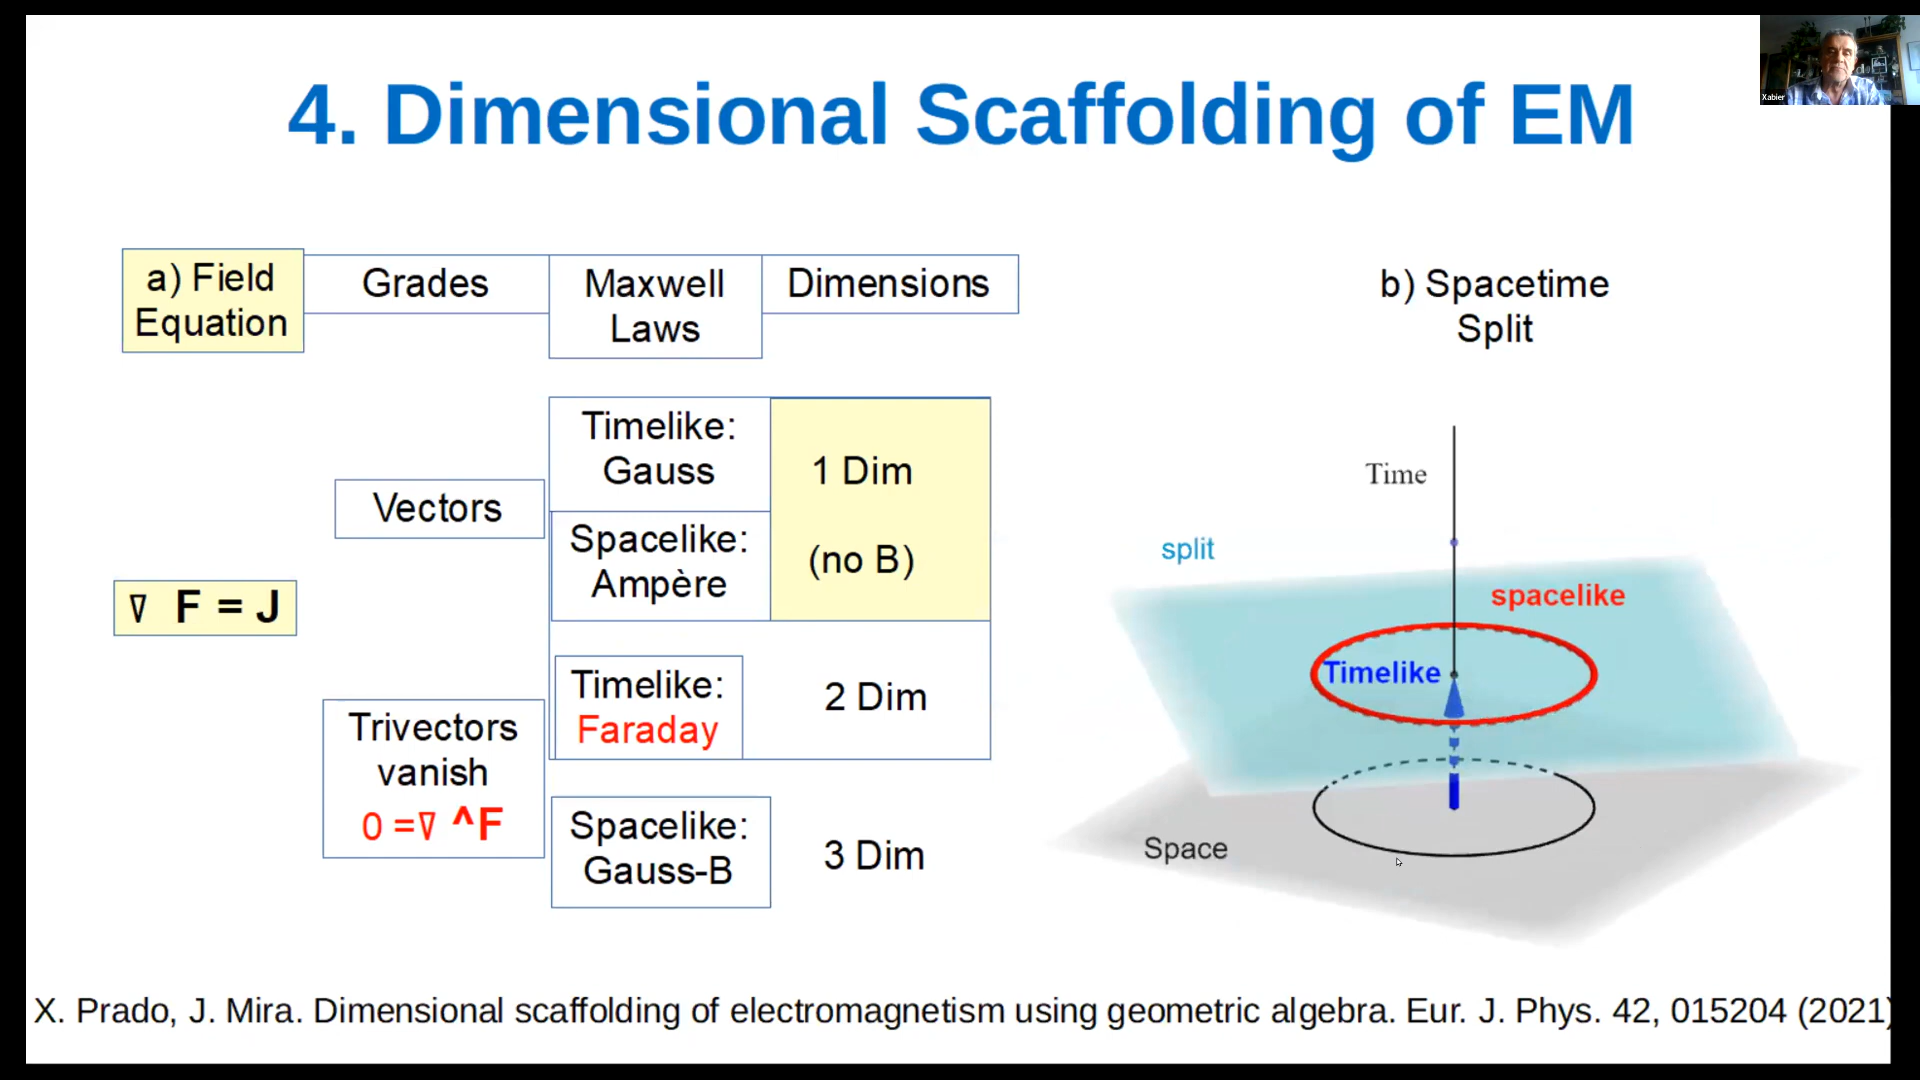 4. Dimensional Scaffolding of EM
Xabier
a) Field
Equation
Grades
Maxwell
Laws
Dimensions
b) Spacetime
Split
Timelike:
Gauss
1 Dim
Vectors
Spacelike:
Ampère
(no B)
∇ F = J
Timelike:
Faraday
2 Dim
Trivectors
vanish
0 =∇ ^F
Spacelike:
Gauss-B
3 Dim
Time
split
spacelike
Timelike
Space
X. Prado, J. Mira. Dimensional scaffolding of electromagnetism using geometric algebra. Eur. J. Phys. 42, 015204 (2021)